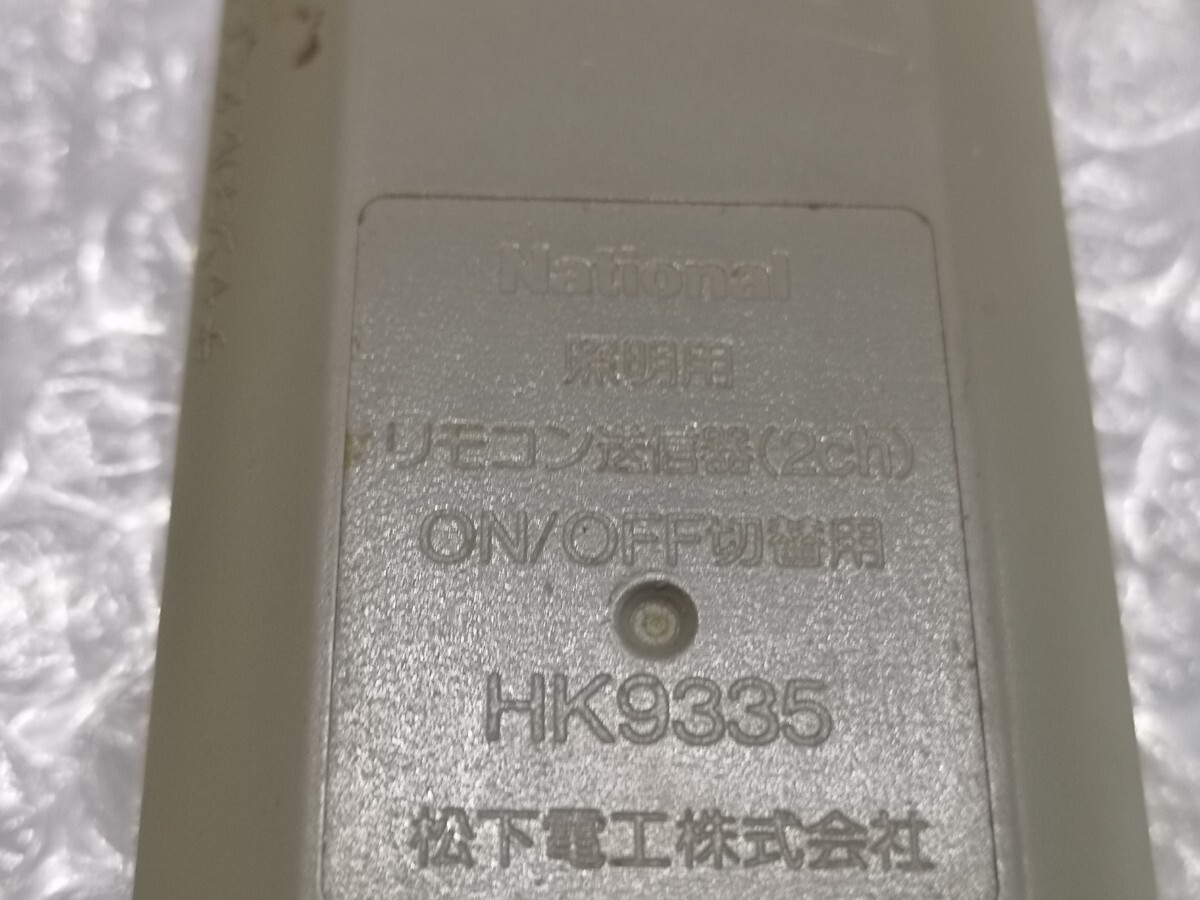 National
照明用
リモコン送信器(2ch)
ON/OFF切替用
HK9335
松下電工株式会社